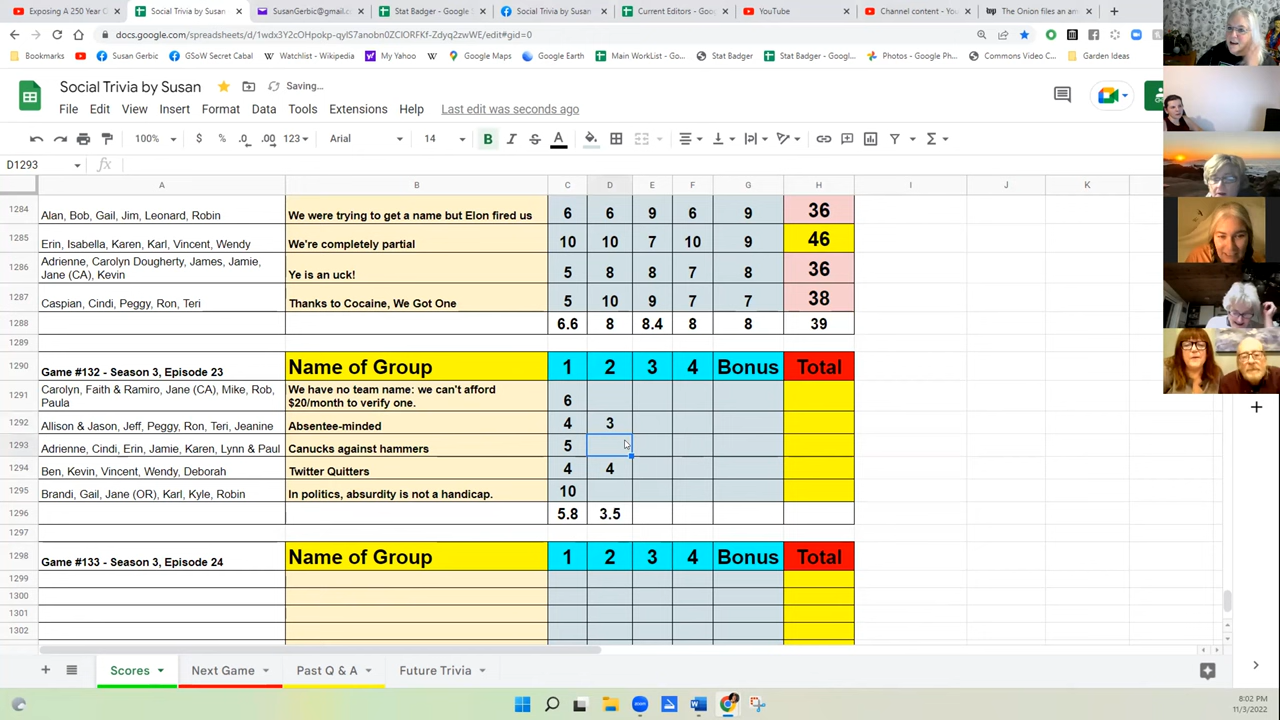 Exposing A 250 Year C
Social Trivia by Susan
SusanGerbic@gmail.c
Stat Badger - Google S
Social Trivia by Susan
Current Editors - Goog
YouTube
Channel content - You
The Onion files an am
docs.google.com/spreadsheets/d/1wdx3Y2cOHpokp-qyIS7anobn0ZClORFKf-Zdyq2zwWE/edit#gid=0
Bookmarks
Susan Gerbic
GSoW Secret Cabal
Watchlist - Wikipedia
My Yahoo
Google Maps
Google Earth
Main WorkList - Go...
Stat Badger
Stat Badger - Googl...
Photos - Google Ph...
Commons Video C...
Garden Ideas
Social Trivia by Susan
Saving...
File Edit View Insert Format Data Tools Extensions Help
st edit was seconds ago
100% $ % .0 .00 123 Arial 14 B I S A
D1293 fx
A B C D E F G H I J K
1284 Alan, Bob, Gail, Jim, Leonard, Robin We were trying to get a name but Elon fired us 6 6 9 6 9 36
1285 Erin, Isabella, Karen, Karl, Vincent, Wendy We're completely partial 10 10 7 10 9 46
1286 Adrienne, Carolyn Dougherty, James, Jamie,
Jane (CA), Kevin Ye is an uck! 5 8 8 7 8 36
1287 Caspian, Cindi, Peggy, Ron, Teri Thanks to Cocaine, We Got One 5 10 9 7 7 38
1288 6.6 8 8.4 8 8 39
1289
1290 Game #132 - Season 3, Episode 23 Name of Group 1 2 3 4 Bonus Total
1291 Carolyn, Faith & Ramiro, Jane (CA), Mike, Rob, We have no team name: we can't afford
Paula $20/month to verify one. 6
1292 Allison & Jason, Jeff, Peggy, Ron, Teri, Jeanine Absentee-minded 4 3
1293 Adrienne, Cindi, Erin, Jamie, Karen, Lynn & Paul Canucks against hammers 5
1294 Ben, Kevin, Vincent, Wendy, Deborah Twitter Quitters 4 4
1295 Brandi, Gail, Jane (OR), Karl, Kyle, Robin In politics, absurdity is not a handicap. 10
1296 5.8 3.5
1297
1298 Game #133 - Season 3, Episode 24 Name of Group 1 2 3 4 Bonus Total
1299
1300
1301
1302
Scores Next Game Past Q & A Future Trivia
8:02 PM
11/3/2022